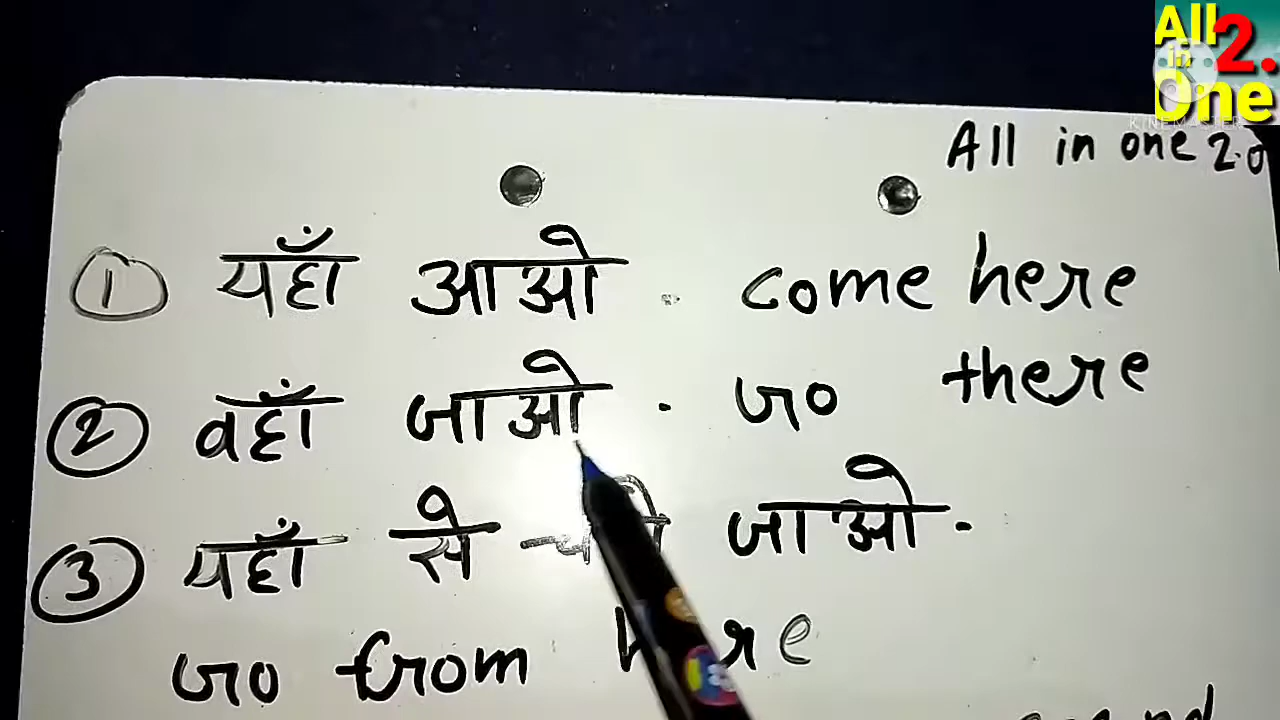 All
2.
in
One
KINEMASTER
All in one 2.0
① यहाँ आओ . come here
② वहाँ जाओ . Go there
③ यहाँ से जाओ .
Go from